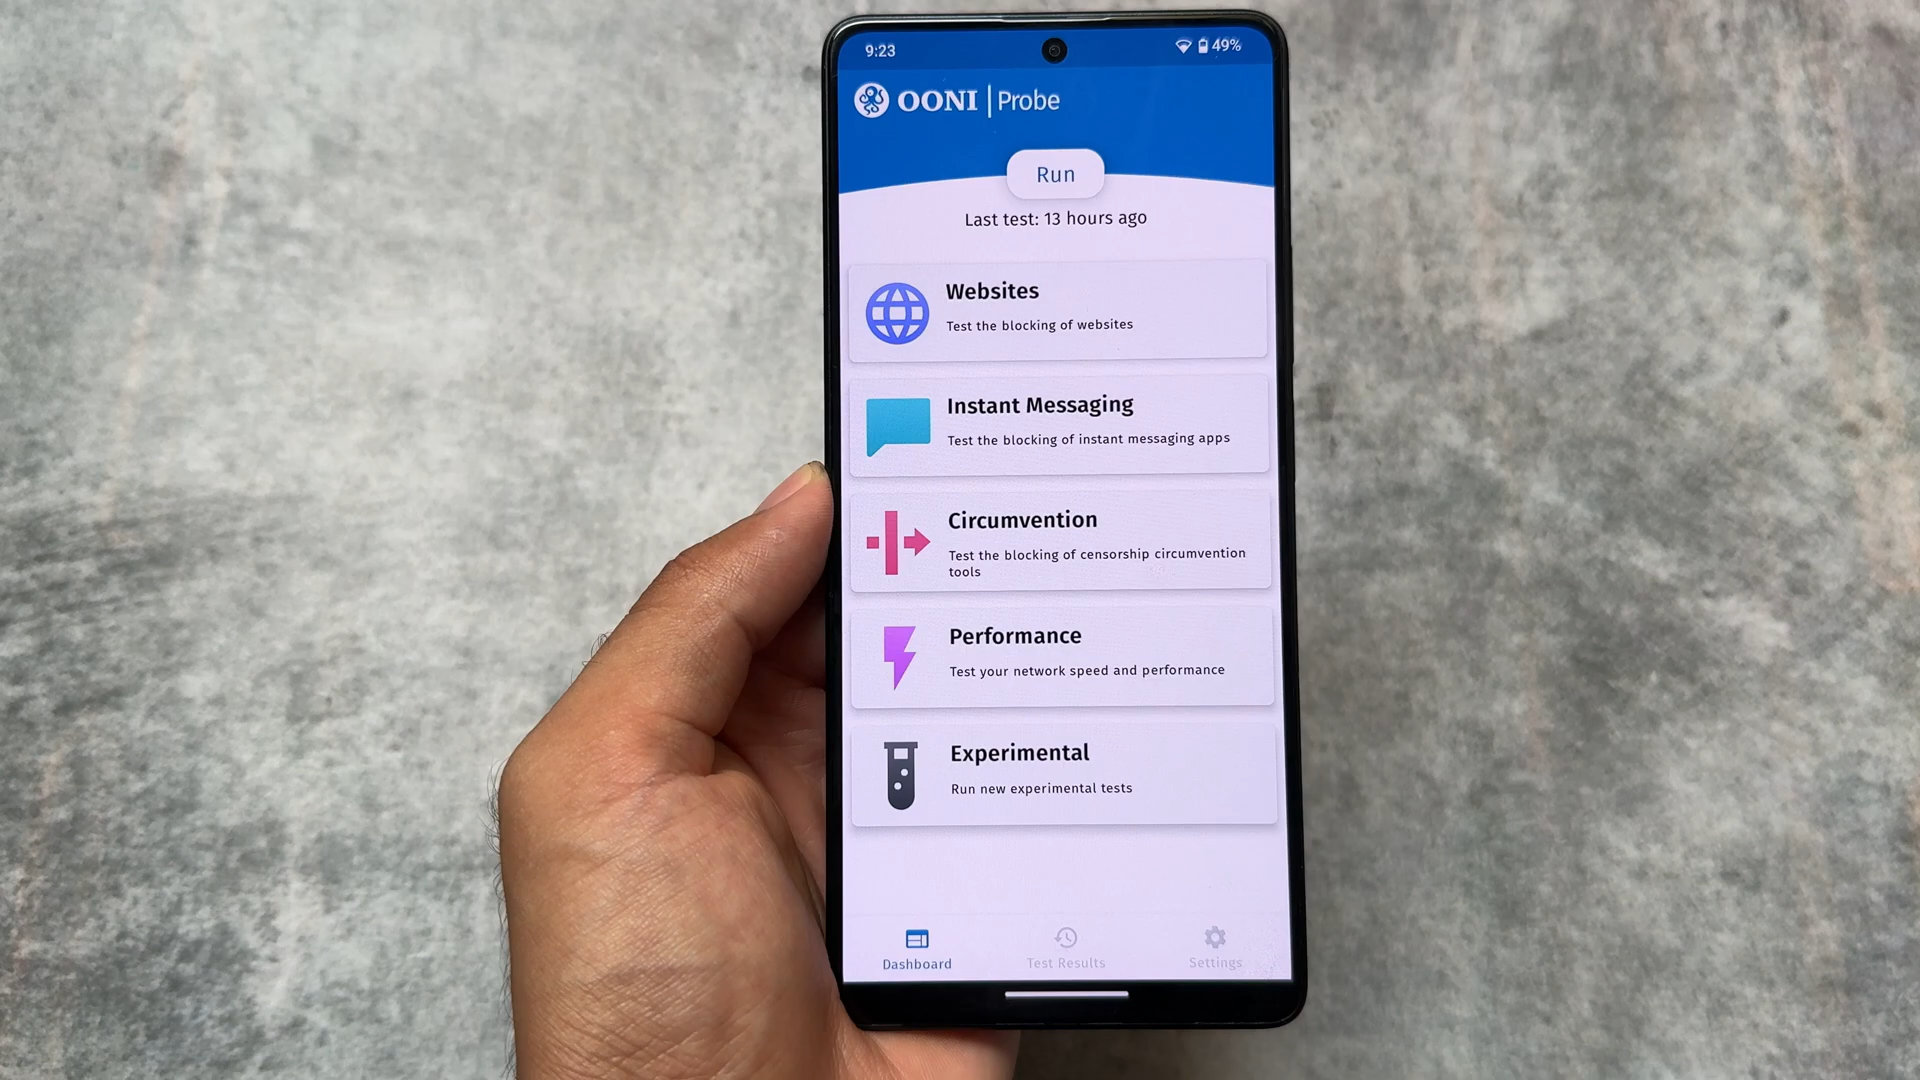 9:23
49%
OONI | Probe
Run
Last test: 13 hours ago
Websites
Test the blocking of websites
Instant Messaging
Test the blocking of instant messaging apps
Circumvention
Test the blocking of censorship circumvention
tools
Performance
Test your network speed and performance
Experimental
Run new experimental tests
Dashboard
Test Results
Settings